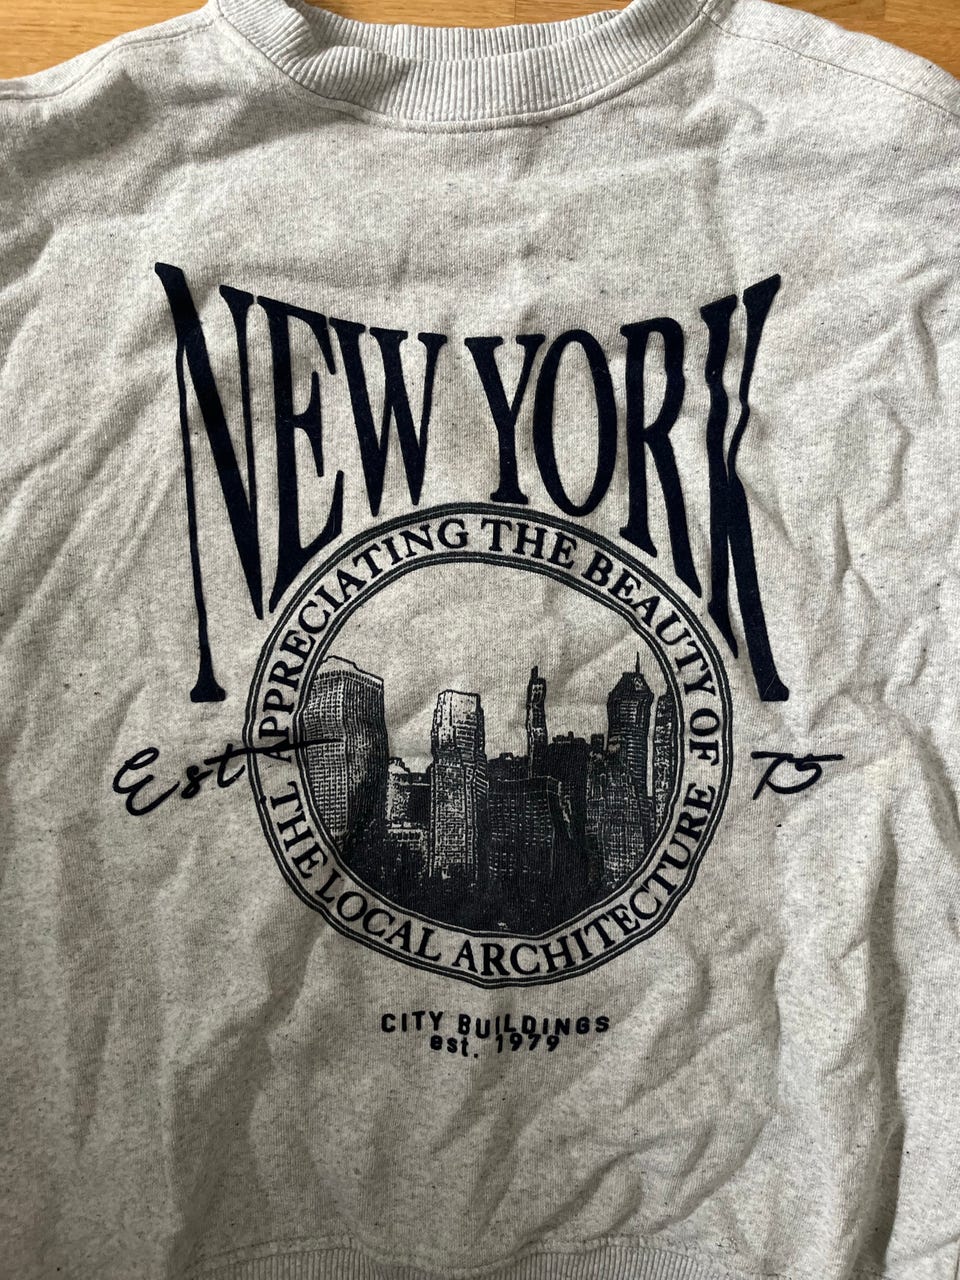 NEW YORK
APPRECIATING THE BEAUTY OF
THE LOCAL ARCHITECTURE
Est 75
CITY BUILDINGS
est. 1979